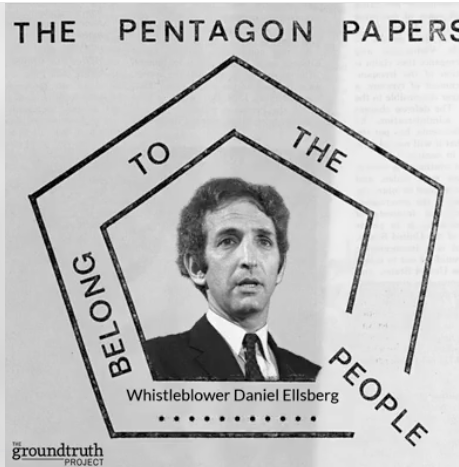 THE PENTAGON PAPERS
BELONG TO THE PEOPLE
Whistleblower Daniel Ellsberg
THE
groundtruth
PROJECT